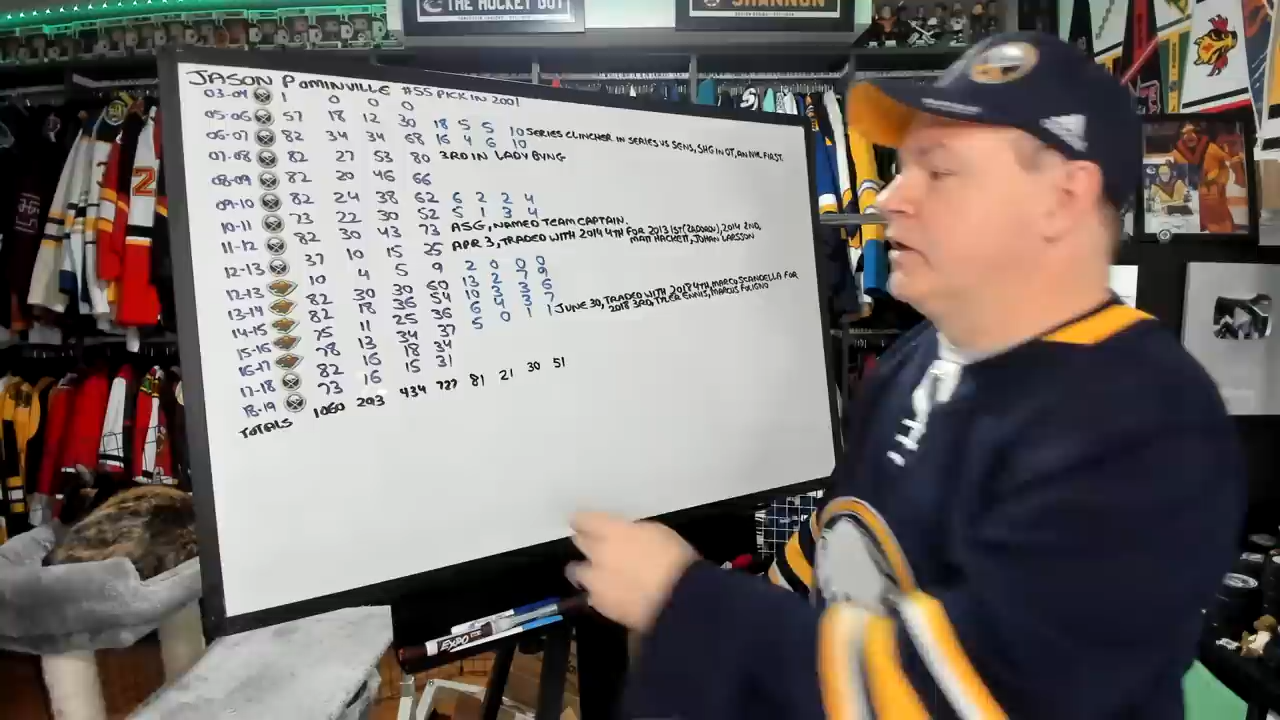 THE HOCKEY GUY
SHANNON
JASON POMINVILLE #55 PICK IN 2001
03-04 1 0 0 0
05-06 57 18 12 30 18 5 5 10 SERIES CLINCHER IN SERIES VS SENS, SHG IN OT, AN NHL FIRST.
06-07 82 34 34 68 16 4 6 10
07-08 82 27 53 80 3RD IN LADY BYNG
08-09 82 20 46 66
09-10 82 24 38 62 6 2 2 4
10-11 73 22 30 52 5 1 3 4
11-12 82 30 43 73 ASG, NAMED TEAM CAPTAIN.
12-13 37 10 15 25 APR 3, TRADED WITH 2014 4TH FOR 2013 1ST (ZADOROV), 2014 2ND,
MATT HACKETT, JOHAN LARSSON
12-13 10 4 5 9 2 0 0 0
13-14 82 30 30 60 13 2 7 9
14-15 82 18 36 54 10 3 3 6
15-16 75 11 25 36 6 4 3 7
16-17 78 13 34 47 5 0 1 1 JUNE 30, TRADED WITH 2018 4TH, MARCO SCANDELLA FOR
2018 3RD, TYLER ENNIS, MARCUS FOLIGNO
17-18 82 16 18 34
18-19 73 16 15 31
TOTALS 1060 293 434 727 81 21 30 51
EXPO